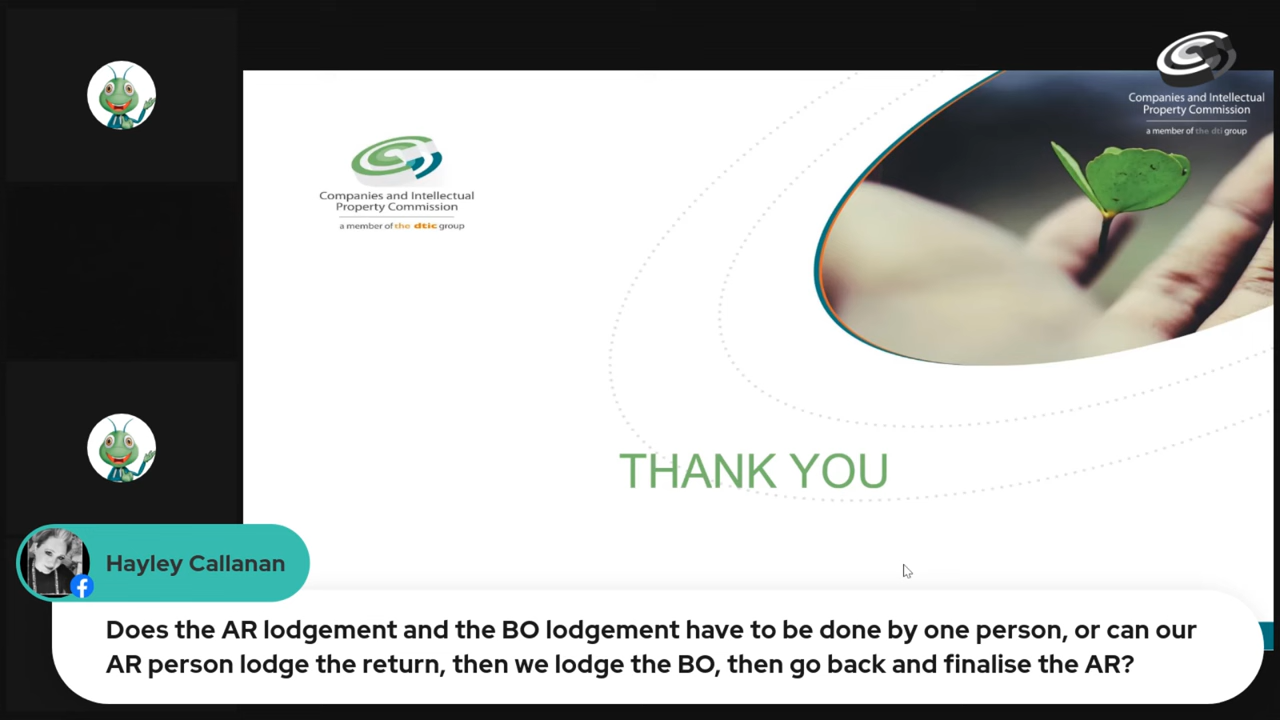 Companies and Intellectual
Property Commission
a member of the dti group
Companies and Intellectual
Property Commission
a member of the dtic group
THANK YOU
Hayley Callanan
Does the AR lodgement and the BO lodgement have to be done by one person, or can our
AR person lodge the return, then we lodge the BO, then go back and finalise the AR?